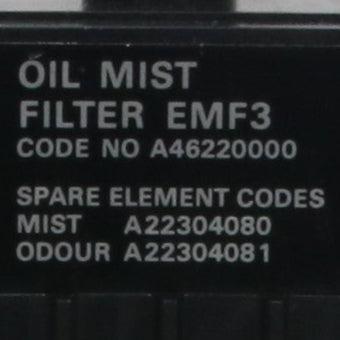 OIL MIST
FILTER EMF3
CODE NO A46220000
SPARE ELEMENT CODES
MIST A22304080
ODOUR A22304081